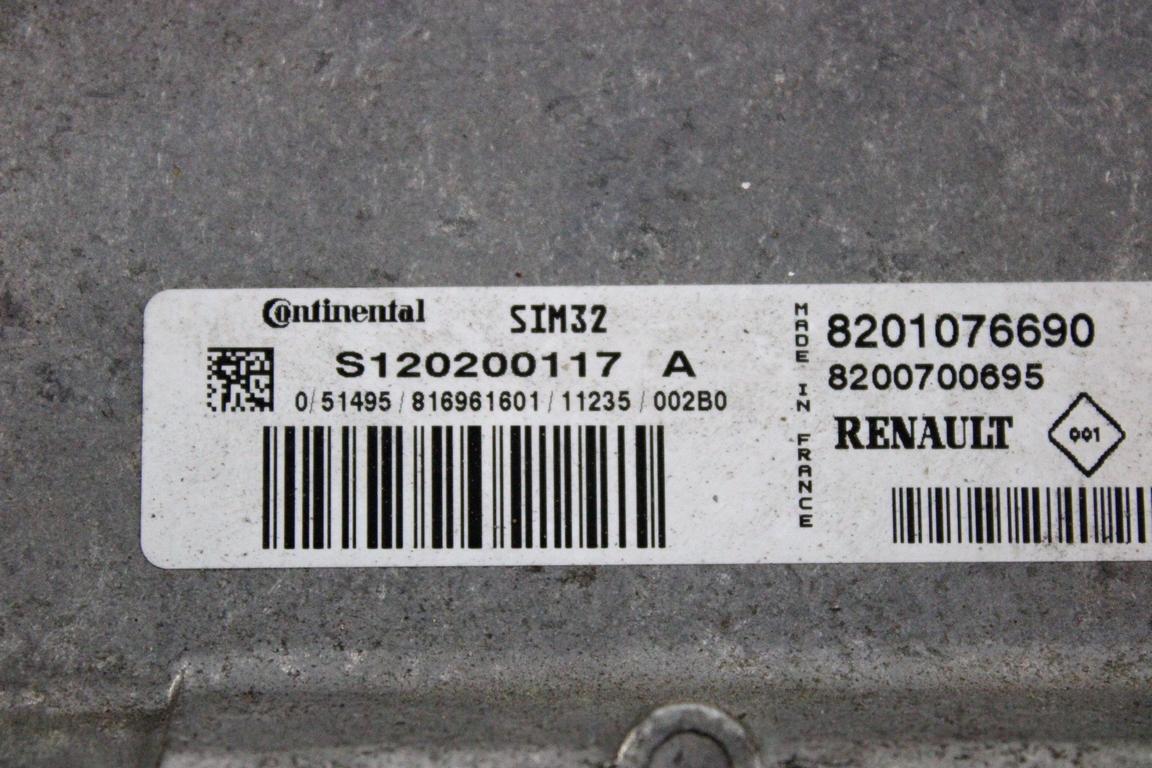 Continental
SIM32
S120200117 A
0/51495/816961601/11235/002B0
MADE IN FRANCE
8201076690
8200700695
RENAULT
001